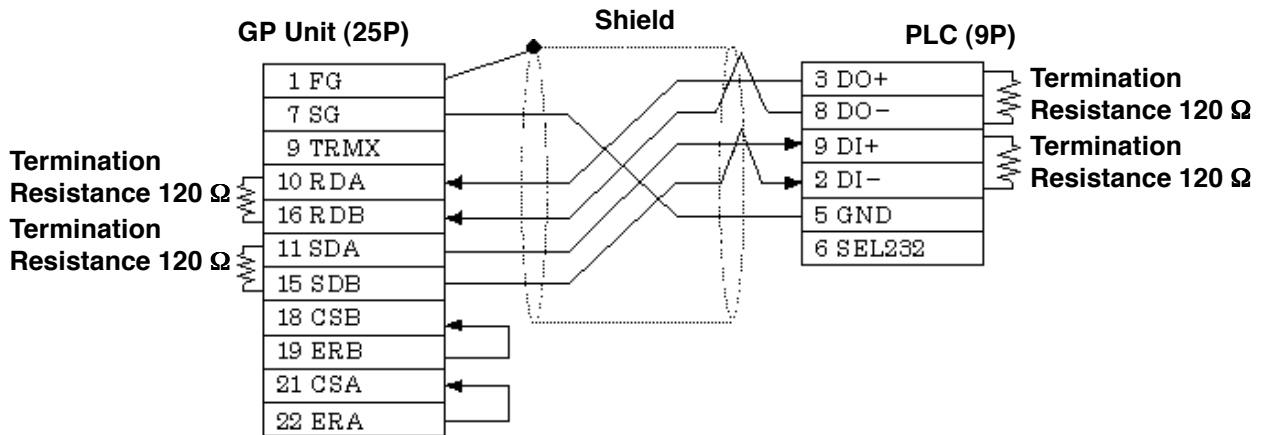 Shield
GP Unit (25P)
PLC (9P)
1 FG
7 SG
9 TRMX
10 RDA
16 RDB
11 SDA
15 SDB
18 CSB
19 ERB
21 CSA
22 ERA
Termination
Resistance 120 Ω
Termination
Resistance 120 Ω
3 DO+
8 DO-
9 DI+
2 DI-
5 GND
6 SEL232
Termination
Resistance 120 Ω
Termination
Resistance 120 Ω